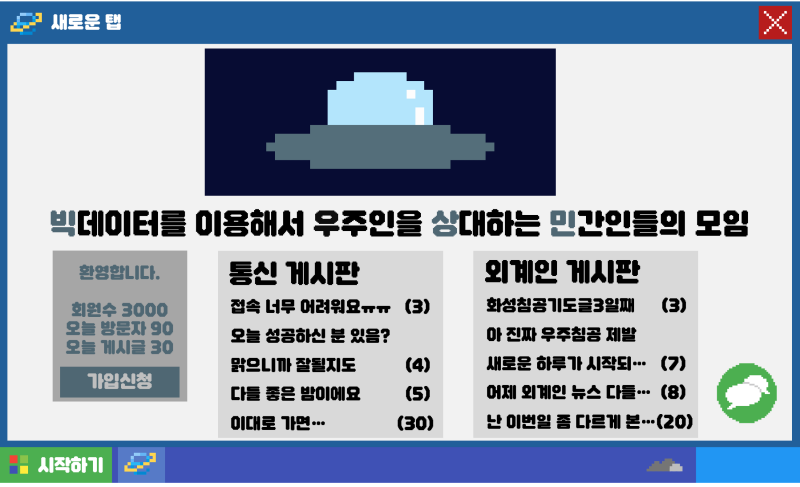 새로운 탭
빅데이터를 이용해서 우주인을 상대하는 민간인들의 모임
환영합니다.
회원수 3000
오늘 방문자 90
오늘 게시글 30
가입신청
통신 게시판
접속 너무 어려워요ㅠㅠ (3)
오늘 성공하신 분 있음?
맑으니까 잘될지도 (4)
다들 좋은 밤이에요 (5)
이대로 가면… (30)
외계인 게시판
화성침공기도글3일째 (3)
아 진짜 우주침공 제발
새로운 하루가 시작되… (7)
어제 외계인 뉴스 다들… (8)
난 이번일 좀 다르게 본…(20)
시작하기